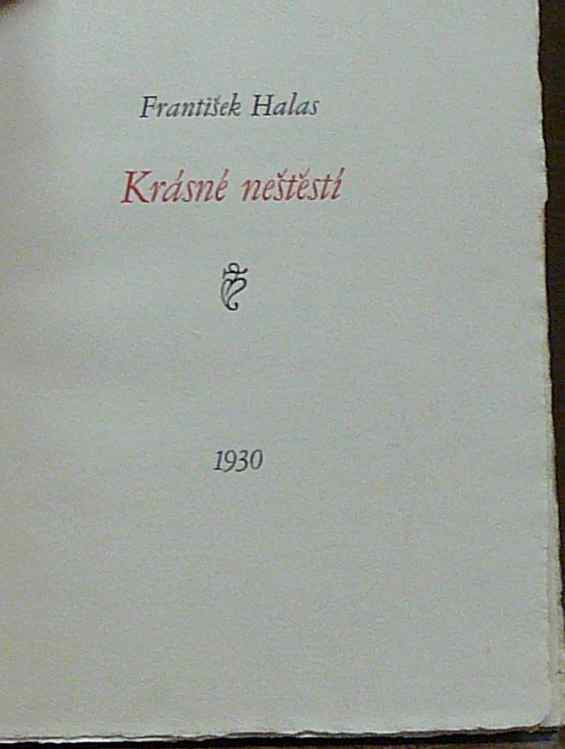 František Halas
Krásné neštěstí
1930